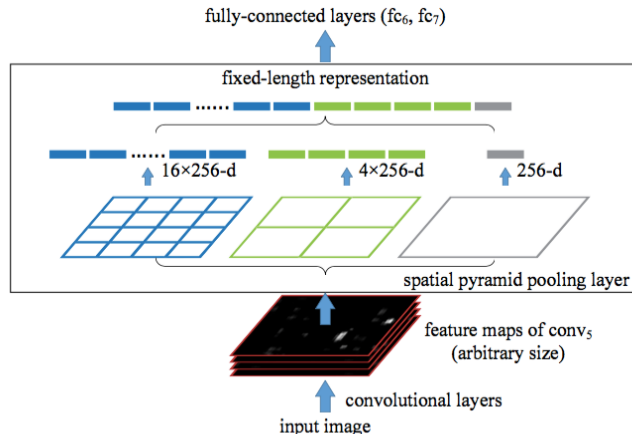 fully-connected layers (fc₆, fc₇)
fixed-length representation
16×256-d
4×256-d
256-d
spatial pyramid pooling layer
feature maps of conv₅
(arbitrary size)
convolutional layers
input image